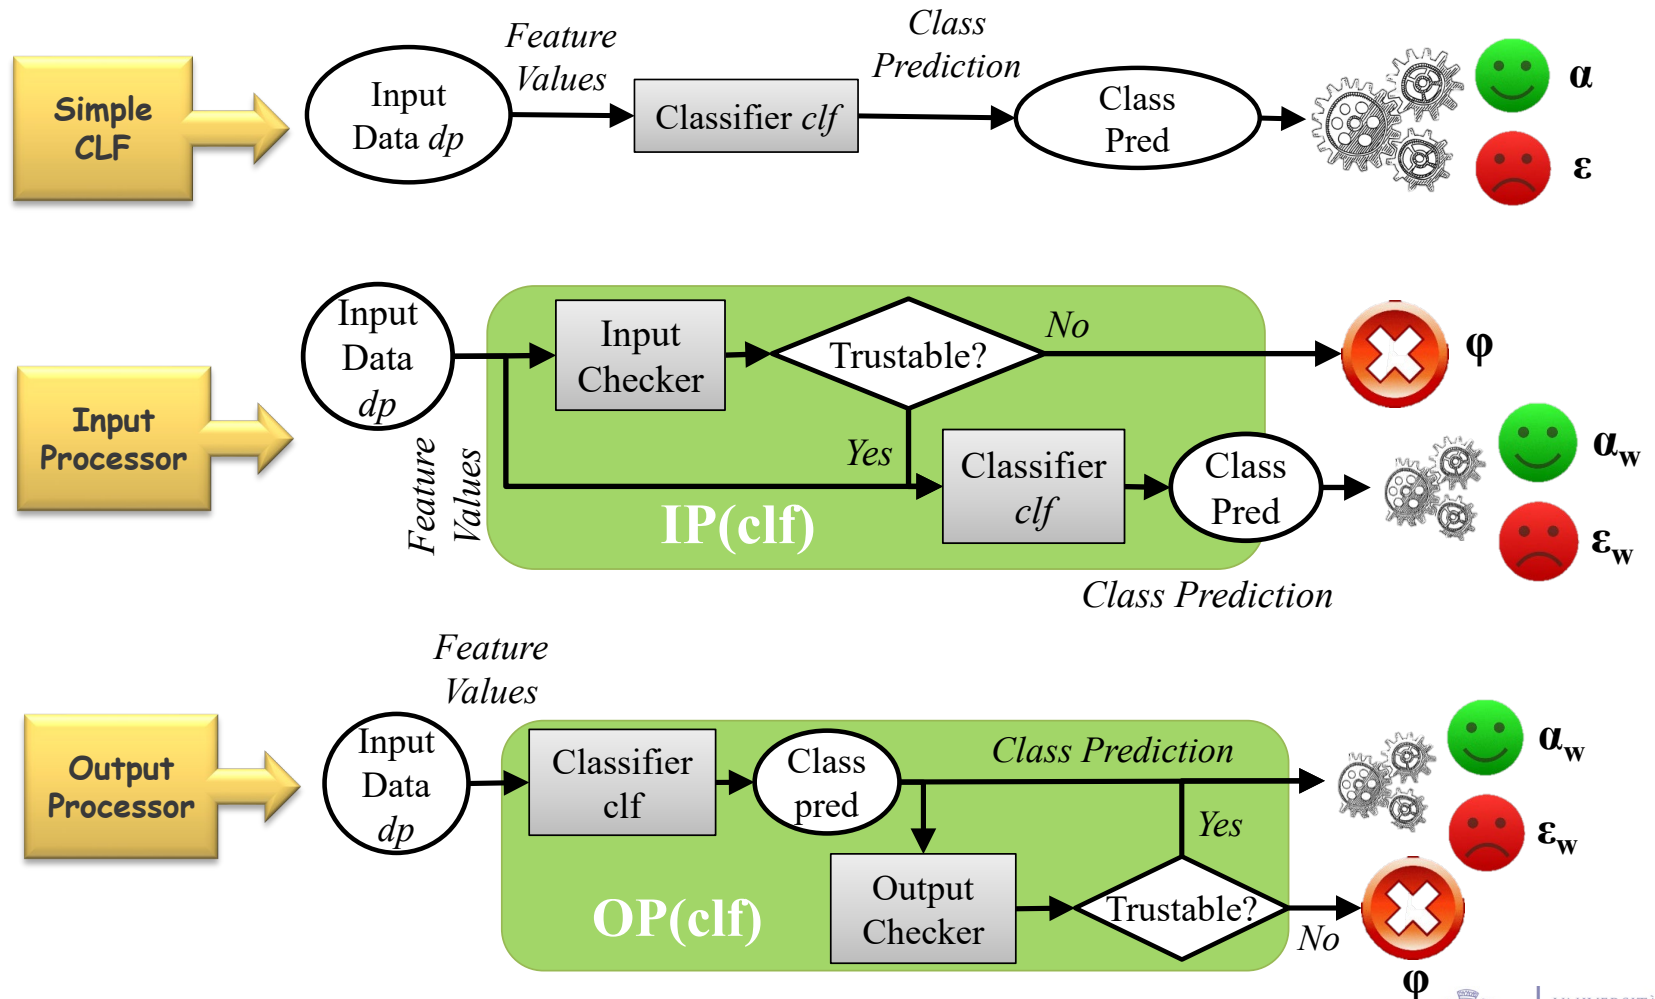 Simple
CLF
Input
Data dp
Feature
Values
Classifier clf
Class
Prediction
Class
Pred
α
ε
Input
Processor
Input
Data
dp
Feature
Values
Input
Checker
Trustable?
No
φ
Yes
Classifier
clf
Class
Pred
IP(clf)
Class Prediction
αw
εw
Output
Processor
Input
Data
dp
Feature
Values
Classifier
clf
Class
pred
Class Prediction
Output
Checker
Trustable?
Yes
No
OP(clf)
αw
εw
φ